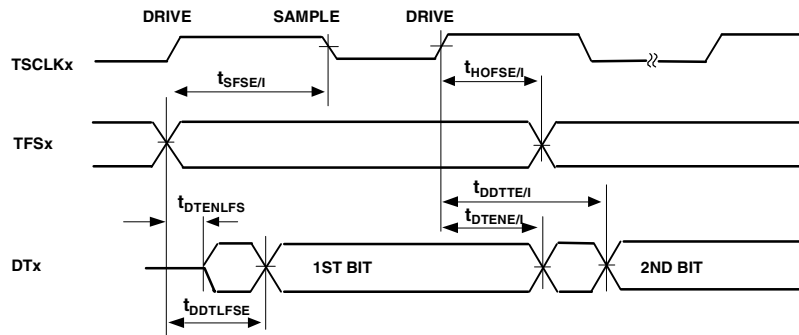 DRIVE SAMPLE DRIVE
TSCLKx
tSFSE/I
tHOFSE/I
TFSx
tDTENLFS
tDDTTE/I
tDTENE/I
DTx
1ST BIT
2ND BIT
tDDTLFSE